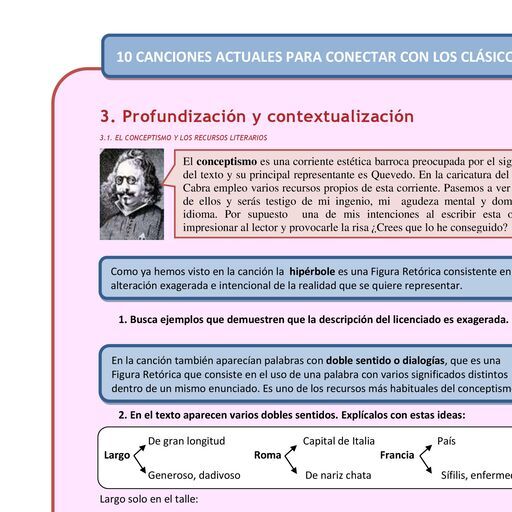 10 CANCIONES ACTUALES PARA CONECTAR CON LOS CLÁSICO
3. Profundización y contextualización
3.1. EL CONCEPTISMO Y LOS RECURSOS LITERARIOS
El conceptismo es una corriente estética barroca preocupada por el sig
del texto y su principal representante es Quevedo. En la caricatura del
Cabra empleo varios recursos propios de esta corriente. Pasemos a ver
de ellos y serás testigo de mi ingenio, mi agudeza mental y dom
idioma. Por supuesto una de mis intenciones al escribir esta o
impresionar al lector y provocarle la risa ¿Crees que lo he conseguido?
Como ya hemos visto en la canción la hipérbole es una Figura Retórica consistente en
alteración exagerada e intencional de la realidad que se quiere representar.
1. Busca ejemplos que demuestren que la descripción del licenciado es exagerada.
En la canción también aparecían palabras con doble sentido o dialogías, que es una
Figura Retórica que consiste en el uso de una palabra con varios significados distintos
dentro de un mismo enunciado. Es uno de los recursos más habituales del conceptism
2. En el texto aparecen varios dobles sentidos. Explícalos con estas ideas:
De gran longitud Capital de Italia País
Largo Roma Francia
Generoso, dadivoso De nariz chata Sífilis, enferme
Largo solo en el talle: